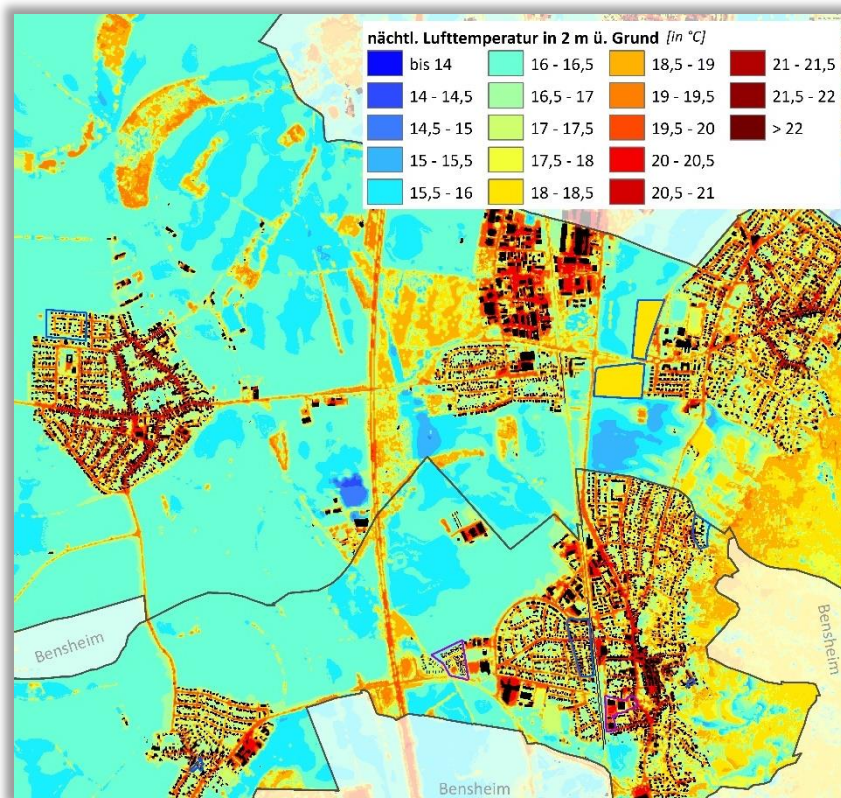 nächtl. Lufttemperatur in 2 m ü. Grund [in °C]
bis 14
14 - 14,5
14,5 - 15
15 - 15,5
15,5 - 16
16 - 16,5
16,5 - 17
17 - 17,5
17,5 - 18
18 - 18,5
18,5 - 19
19 - 19,5
19,5 - 20
20 - 20,5
20,5 - 21
21 - 21,5
21,5 - 22
> 22
Bensheim
Bensheim
Bensheim